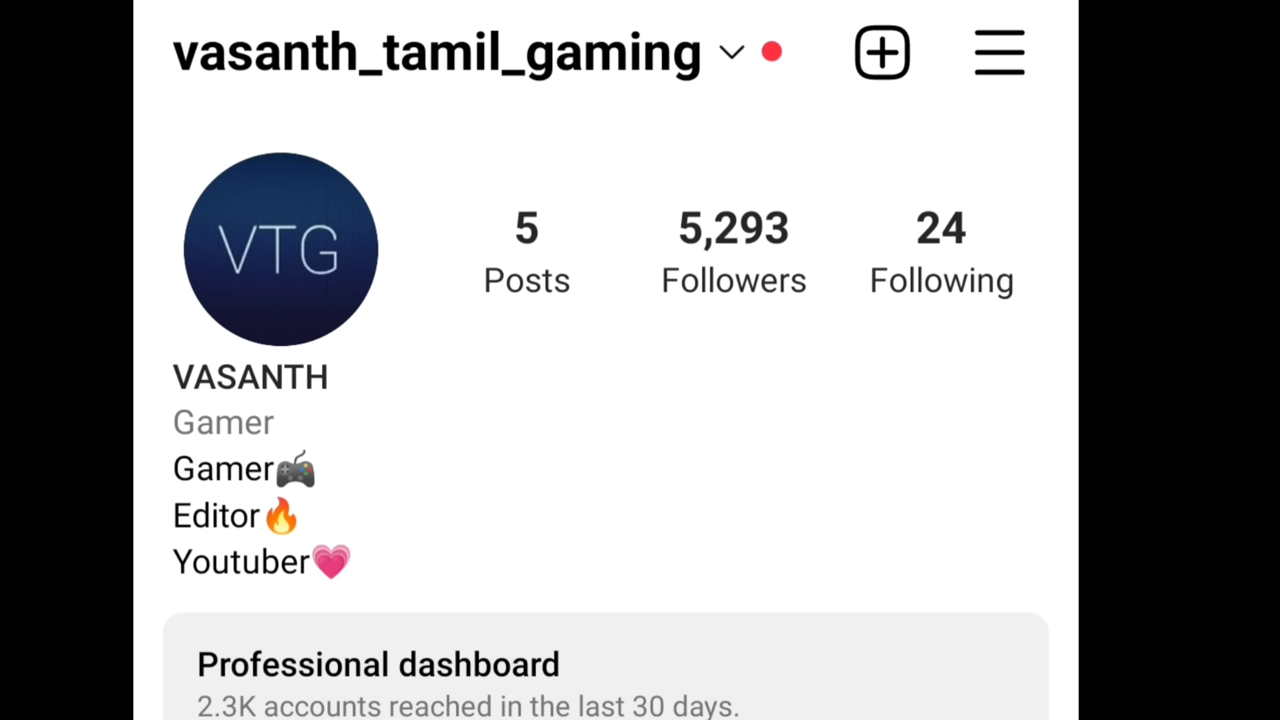 vasanth_tamil_gaming
VTG
5 5,293 24
Posts Followers Following
VASANTH
Gamer
Gamer🎮
Editor🔥
Youtuber💗
Professional dashboard
2.3K accounts reached in the last 30 days.